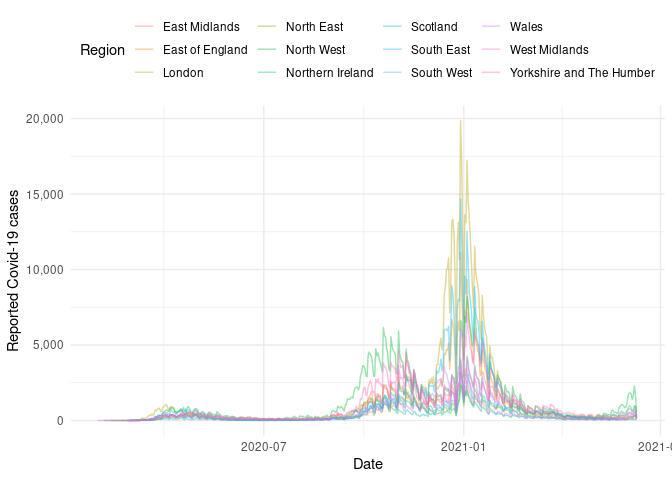 Region
East Midlands North East Scotland Wales
East of England North West South East West Midlands
London Northern Ireland South West Yorkshire and The Humber
Reported Covid-19 cases
20,000
15,000
10,000
5,000
0
2020-07 2021-01 2021-0
Date